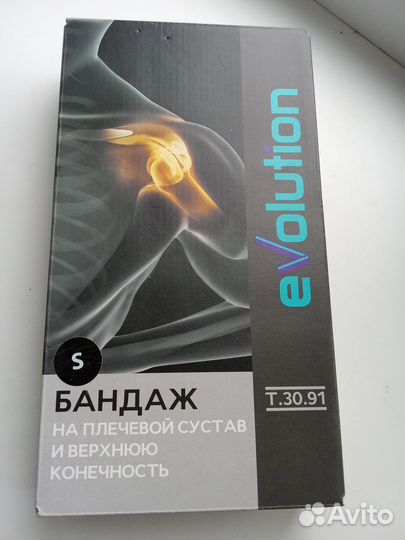 evolution
S
БАНДАЖ
НА ПЛЕЧЕВОЙ СУСТАВ
И ВЕРХНЮЮ
КОНЕЧНОСТЬ
Т.30.91
Avito